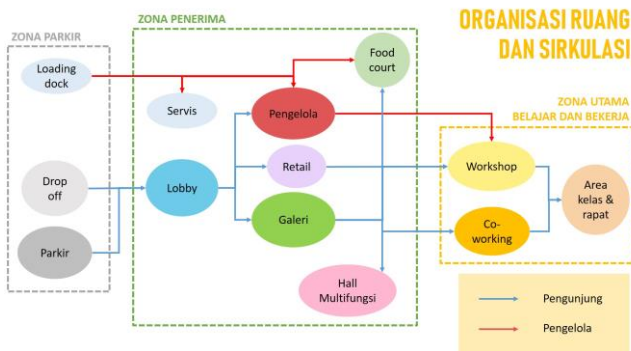 ORGANISASI RUANG
DAN SIRKULASI
ZONA PARKIR
ZONA PENERIMA
ZONA UTAMA
BELAJAR DAN BEKERJA
Loading
dock
Food
court
Servis
Pengelola
Drop
off
Lobby
Retail
Workshop
Area
kelas &
rapat
Parkir
Galeri
Co-
working
Hall
Multifungsi
Pengunjung
Pengelola